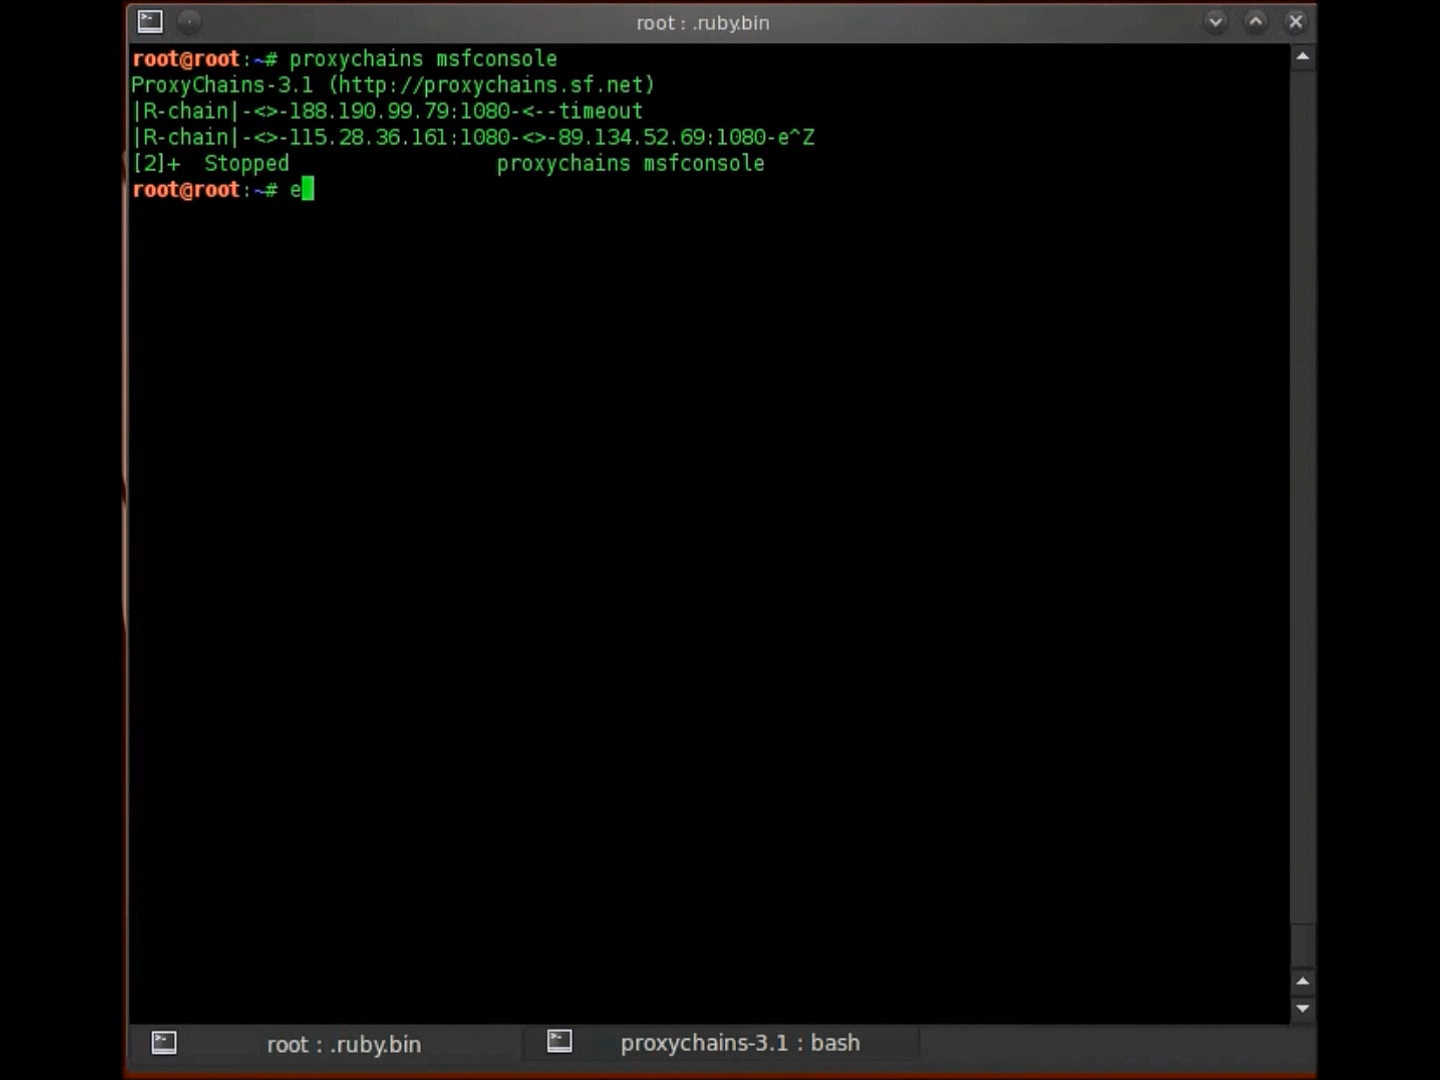 root : .ruby.bin
root@root:~# proxychains msfconsole
ProxyChains-3.1 (http://proxychains.sf.net)
|R-chain|-<>-188.190.99.79:1080-<--timeout
|R-chain|-<>-115.28.36.161:1080-<>-89.134.52.69:1080-e^Z
[2]+  Stopped                 proxychains msfconsole
root@root:~# e
root : .ruby.bin
proxychains-3.1 : bash